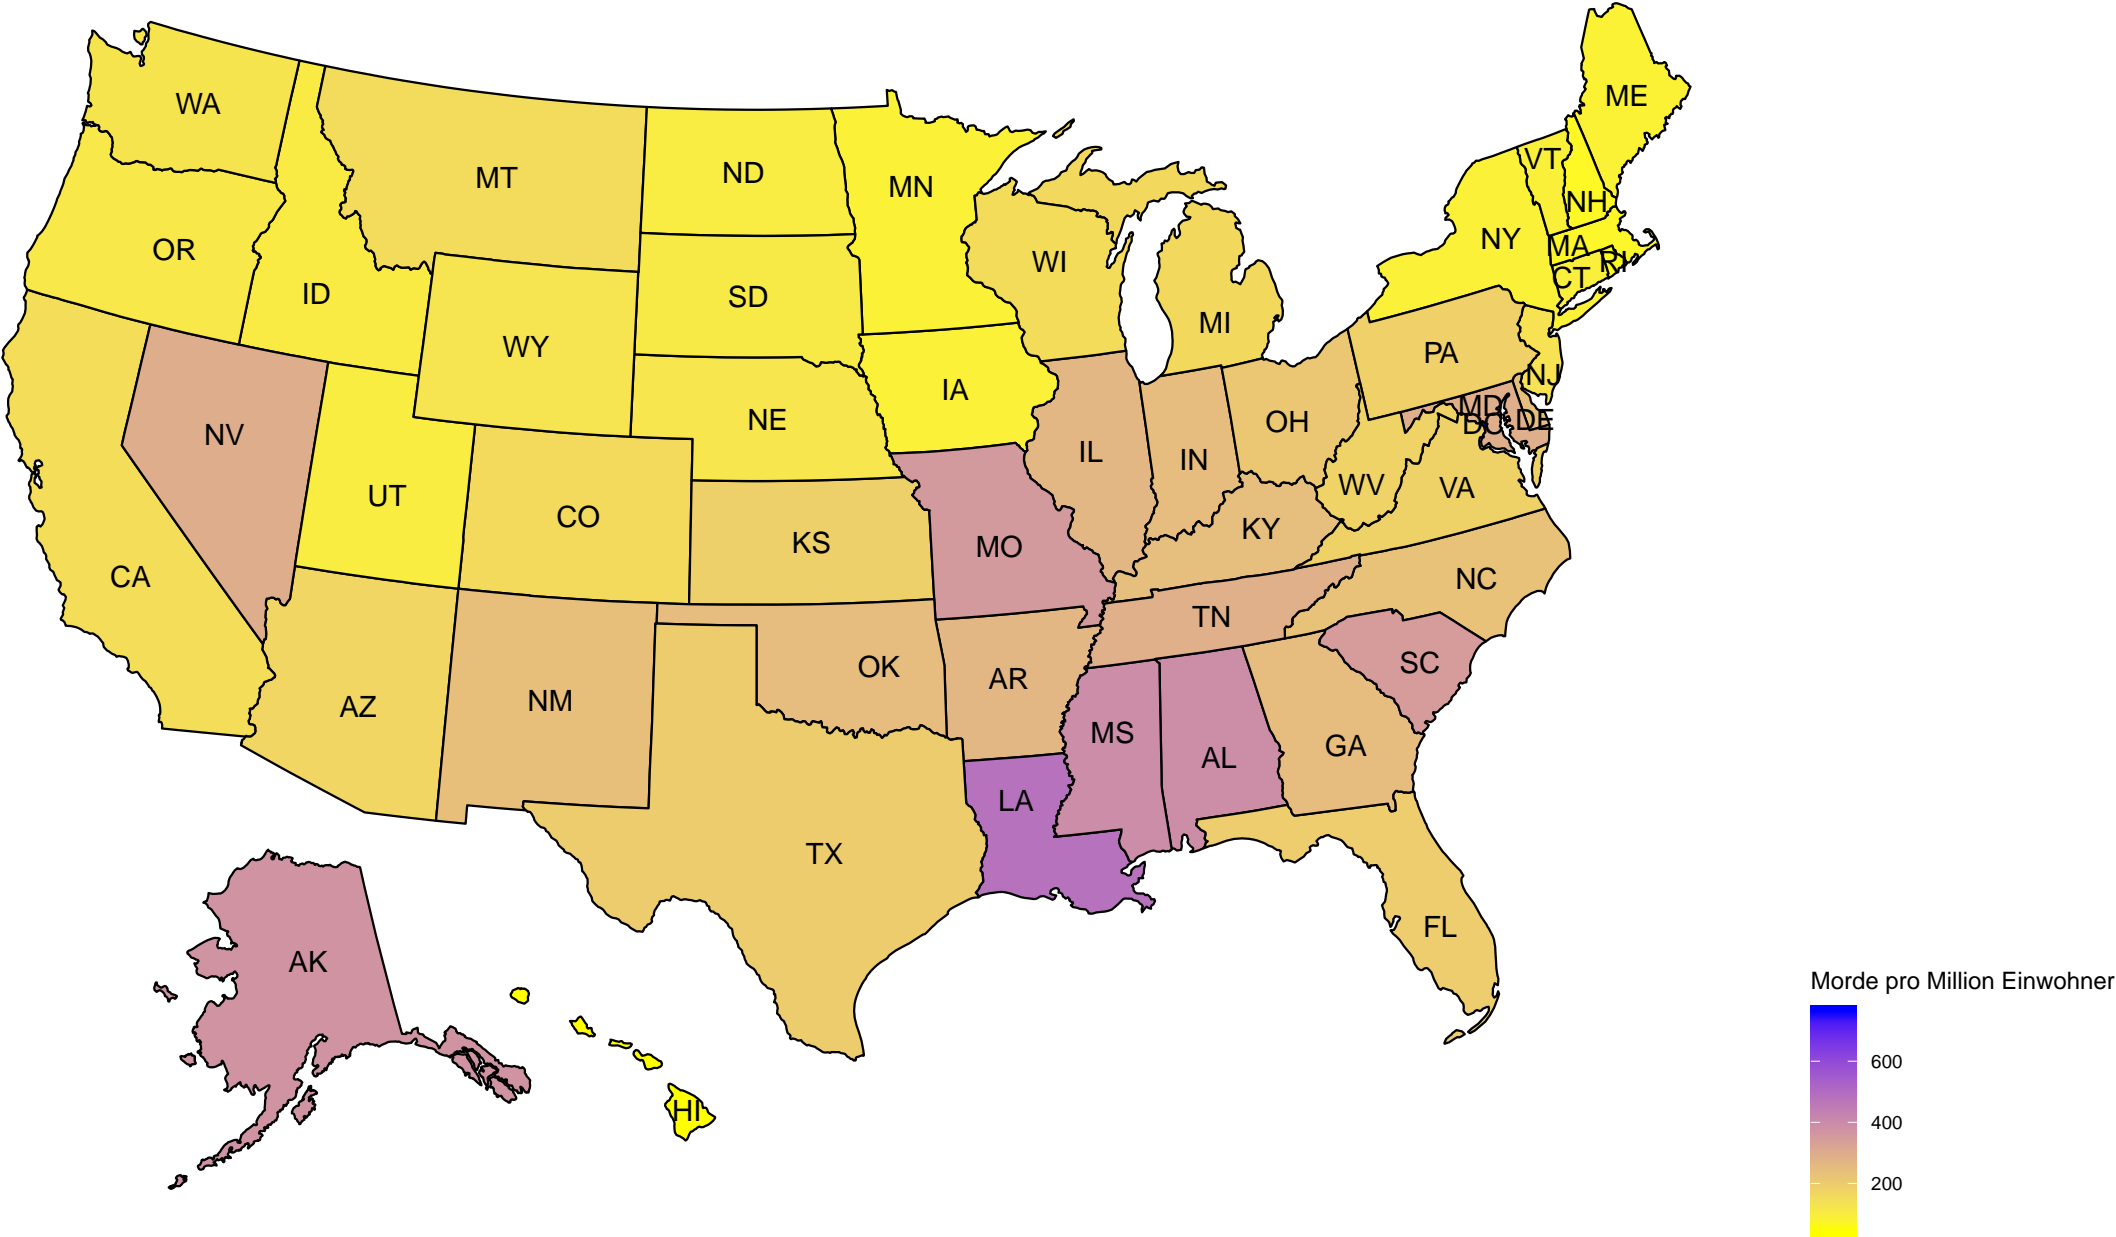 ME
WA
VT
ND
MT
MN
NH
NY
MA
OR
WI
RI
CT
ID
SD
MI
WY
PA
NJ
IA
MD
NE
OH
DE
DC
NV
IL
IN
WV
VA
UT
CO
KY
KS
MO
CA
NC
TN
SC
OK
AR
NM
AZ
MS
GA
AL
LA
TX
FL
AK
HI
Morde pro Million Einwohner
600
400
200